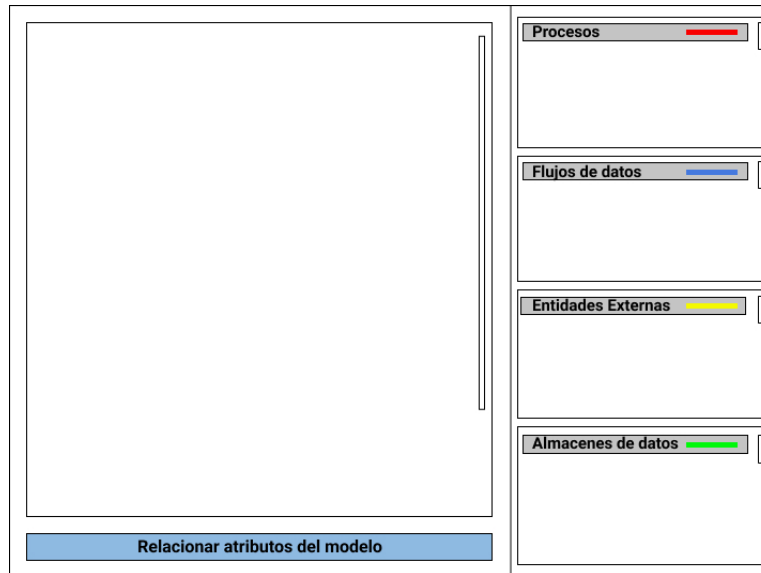 Procesos
Flujos de datos
Entidades Externas
Almacenes de datos
Relacionar atributos del modelo